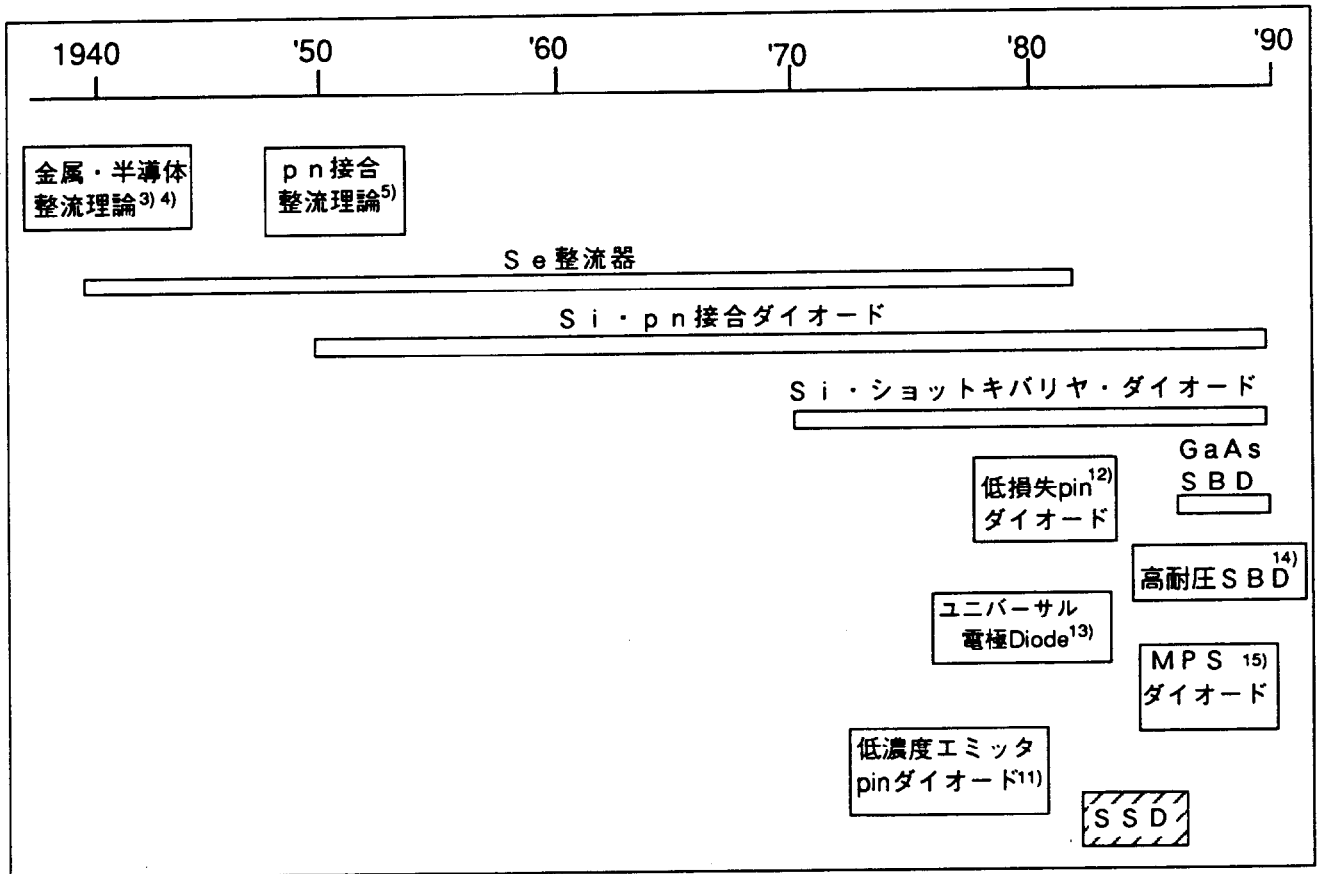 1940 '50 '60 '70 '80 '90
金属・半導体
整流理論3) 4)
pn接合
整流理論5)
Se整流器
Si・pn接合ダイオード
Si・ショットキバリヤ・ダイオード
GaAs
SBD
低損失pin12)
ダイオード
高耐圧SBD14)
ユニバーサル
電極Diode13)
MPS 15)
ダイオード
低濃度エミッタ
pinダイオード11)
SSD